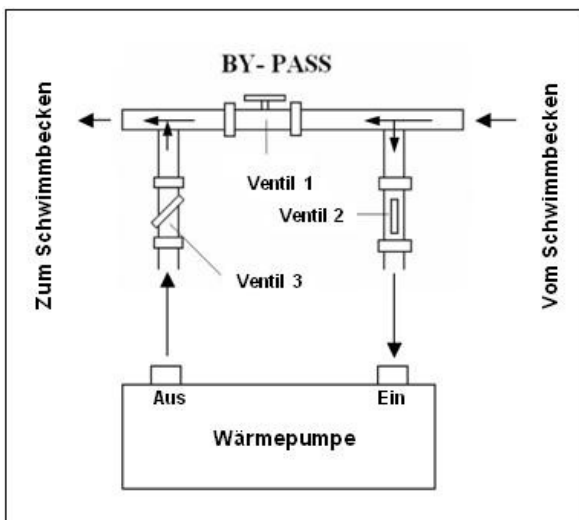 BY- PASS
Zum Schwimmbecken
Vom Schwimmbecken
Ventil 1
Ventil 2
Ventil 3
Aus
Ein
Wärmepumpe